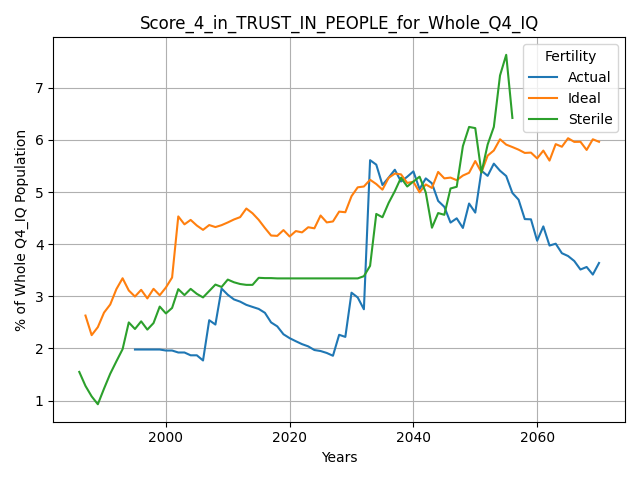 Score_4_in_TRUST_IN_PEOPLE_for_Whole_Q4_IQ
Fertility
Actual
Ideal
Sterile
% of Whole Q4_IQ Population
7
6
5
4
3
2
1
2000 2020 2040 2060
Years